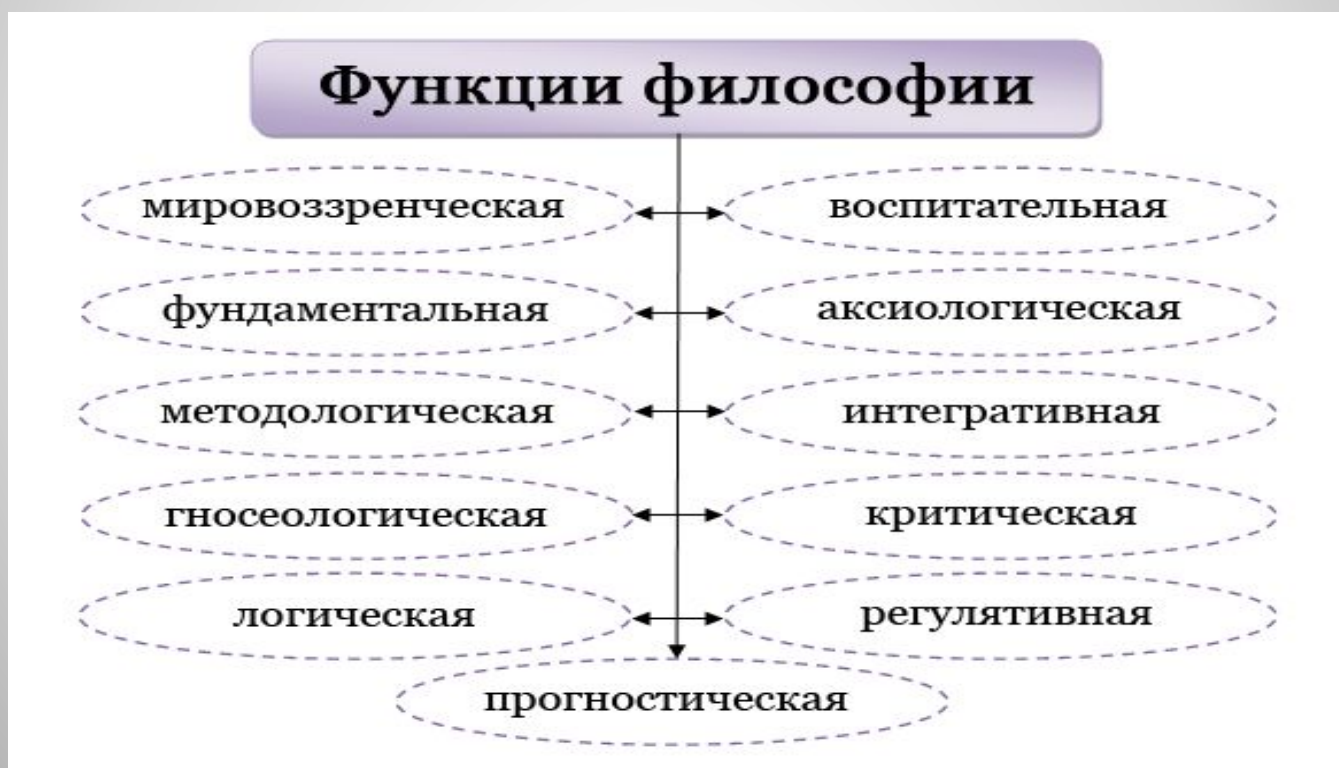 Функции философии
мировоззренческая
воспитательная
фундаментальная
аксиологическая
методологическая
интегративная
гносеологическая
критическая
логическая
регулятивная
прогностическая